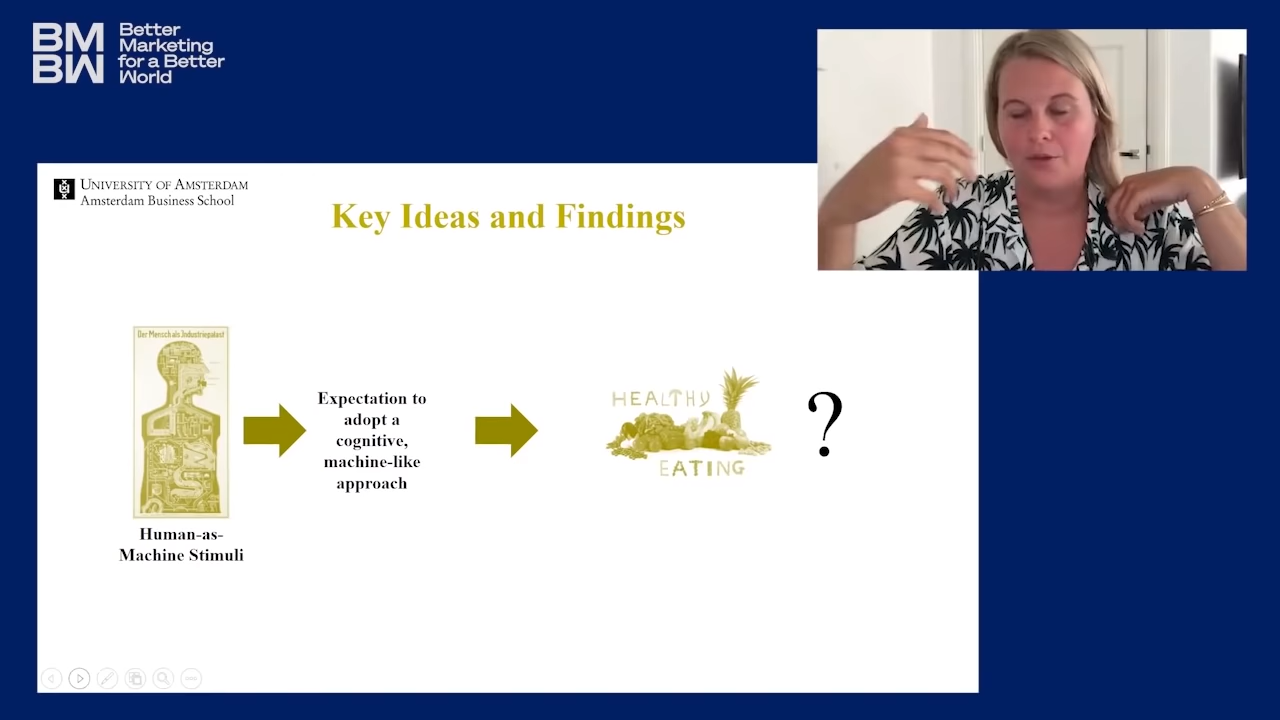 BM
BW
Better
Marketing
for a Better
World
UNIVERSITY OF AMSTERDAM
Amsterdam Business School
Key Ideas and Findings
Der Mensch als Industriepalast
Human-as-
Machine Stimuli
Expectation to
adopt a
cognitive,
machine-like
approach
HEALTHY
EATING
?